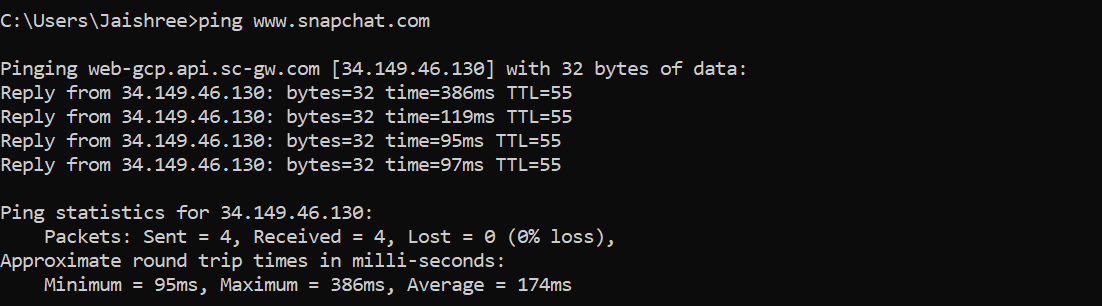 C:\Users\Jaishree>ping www.snapchat.com
Pinging web-gcp.api.sc-gw.com [34.149.46.130] with 32 bytes of data:
Reply from 34.149.46.130: bytes=32 time=386ms TTL=55
Reply from 34.149.46.130: bytes=32 time=119ms TTL=55
Reply from 34.149.46.130: bytes=32 time=95ms TTL=55
Reply from 34.149.46.130: bytes=32 time=97ms TTL=55
Ping statistics for 34.149.46.130:
    Packets: Sent = 4, Received = 4, Lost = 0 (0% loss),
Approximate round trip times in milli-seconds:
    Minimum = 95ms, Maximum = 386ms, Average = 174ms